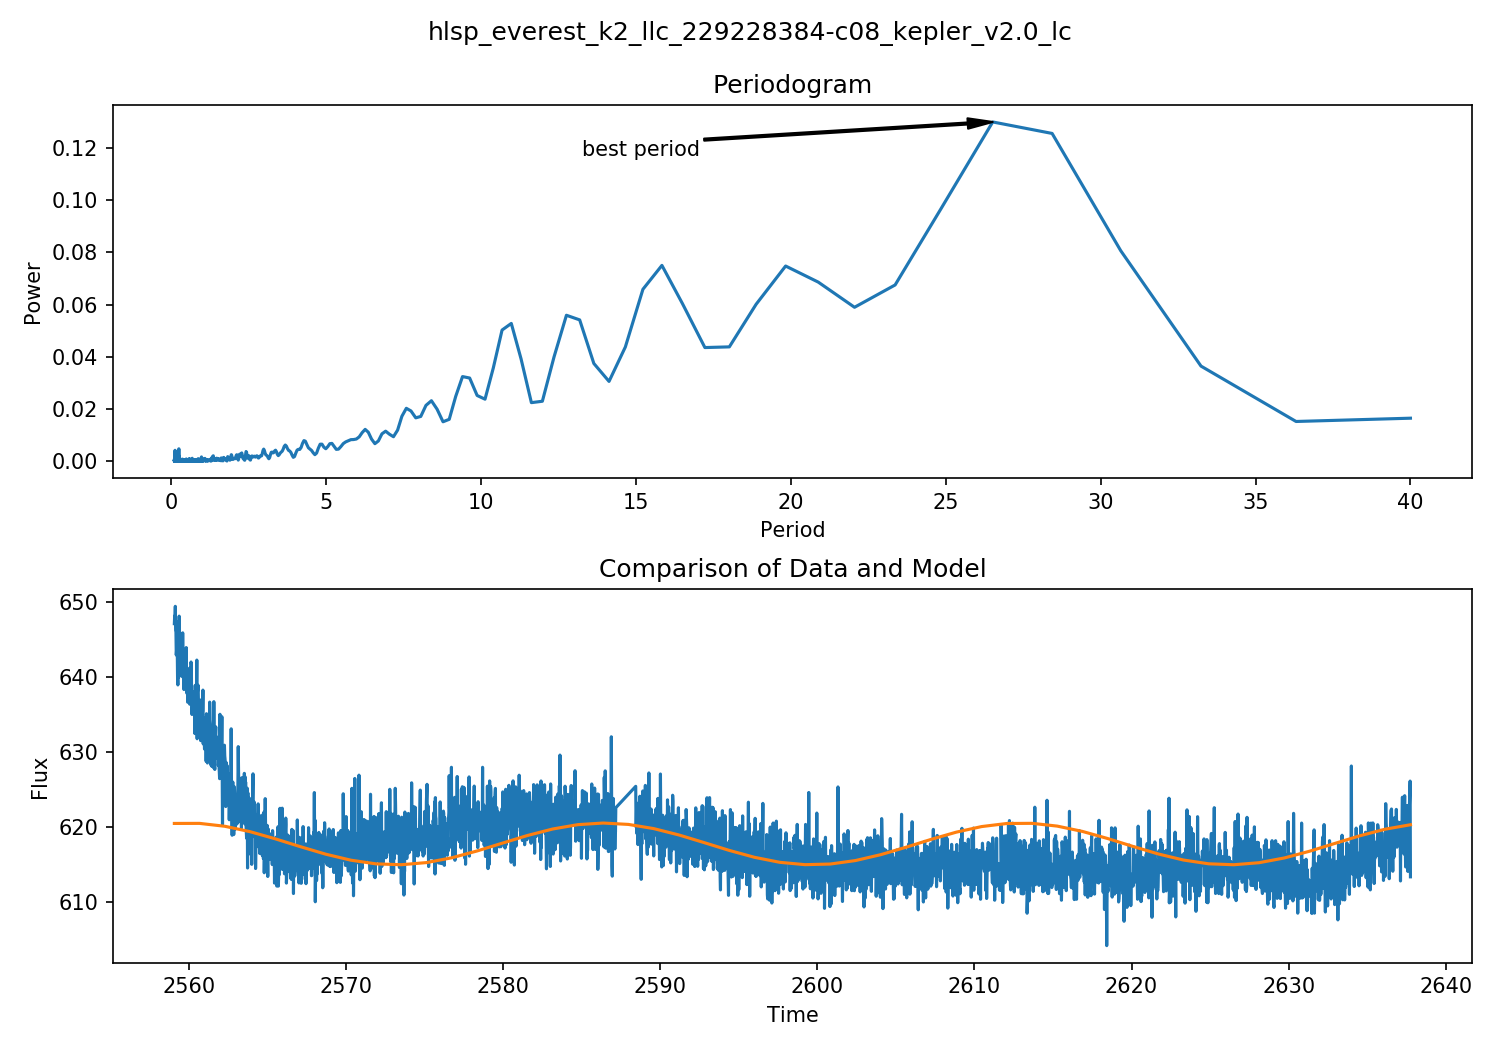 hlsp_everest_k2_llc_229228384-c08_kepler_v2.0_lc
Periodogram
best period
0.12
0.10
0.08
0.06
0.04
0.02
0.00
Power
0 5 10 15 20 25 30 35 40
Period
Comparison of Data and Model
650
640
630
620
610
Flux
2560 2570 2580 2590 2600 2610 2620 2630 2640
Time